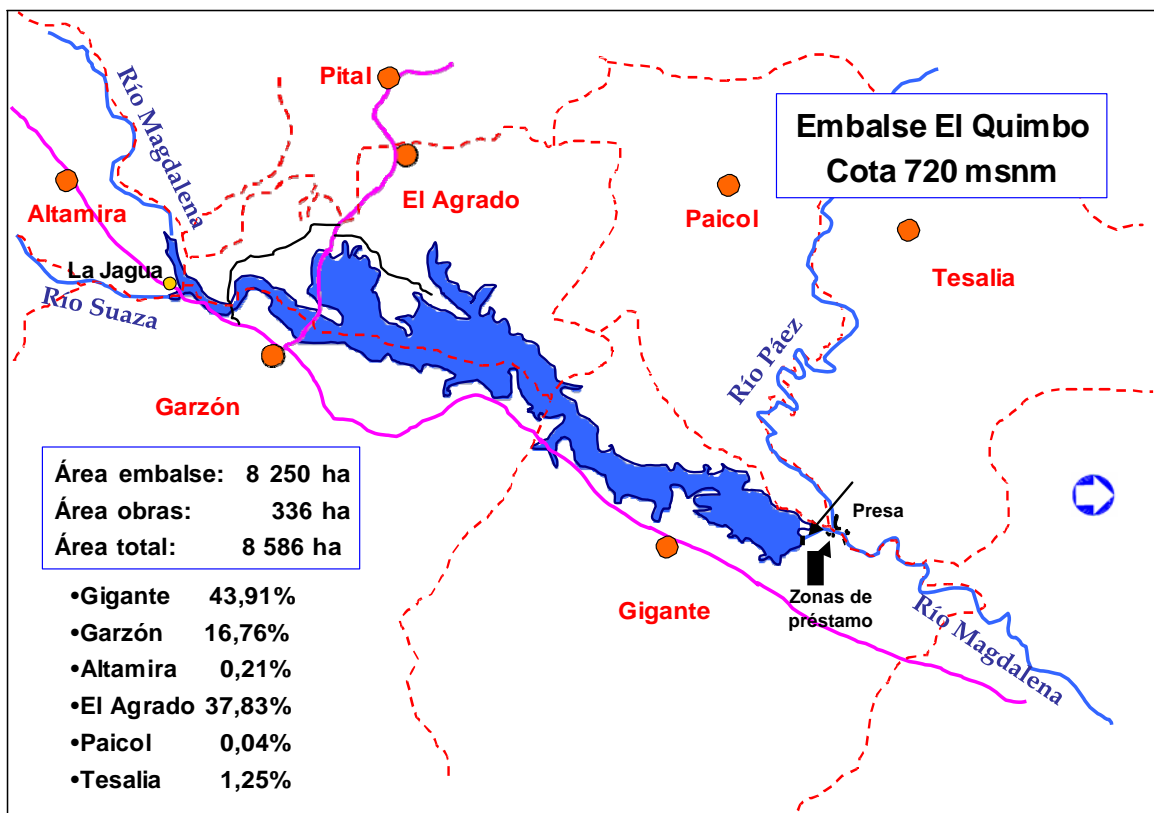 Río Magdalena
Pital
Embalse El Quimbo
Cota 720 msnm
El Agrado
Altamira
Paicol
Tesalia
La Jagua
Río Suaza
Río Páez
Garzón
Área embalse: 8 250 ha
Área obras: 336 ha
Área total: 8 586 ha
Presa
Zonas de
préstamo
Gigante
Río Magdalena
•Gigante 43,91%
•Garzón 16,76%
•Altamira 0,21%
•El Agrado 37,83%
•Paicol 0,04%
•Tesalia 1,25%